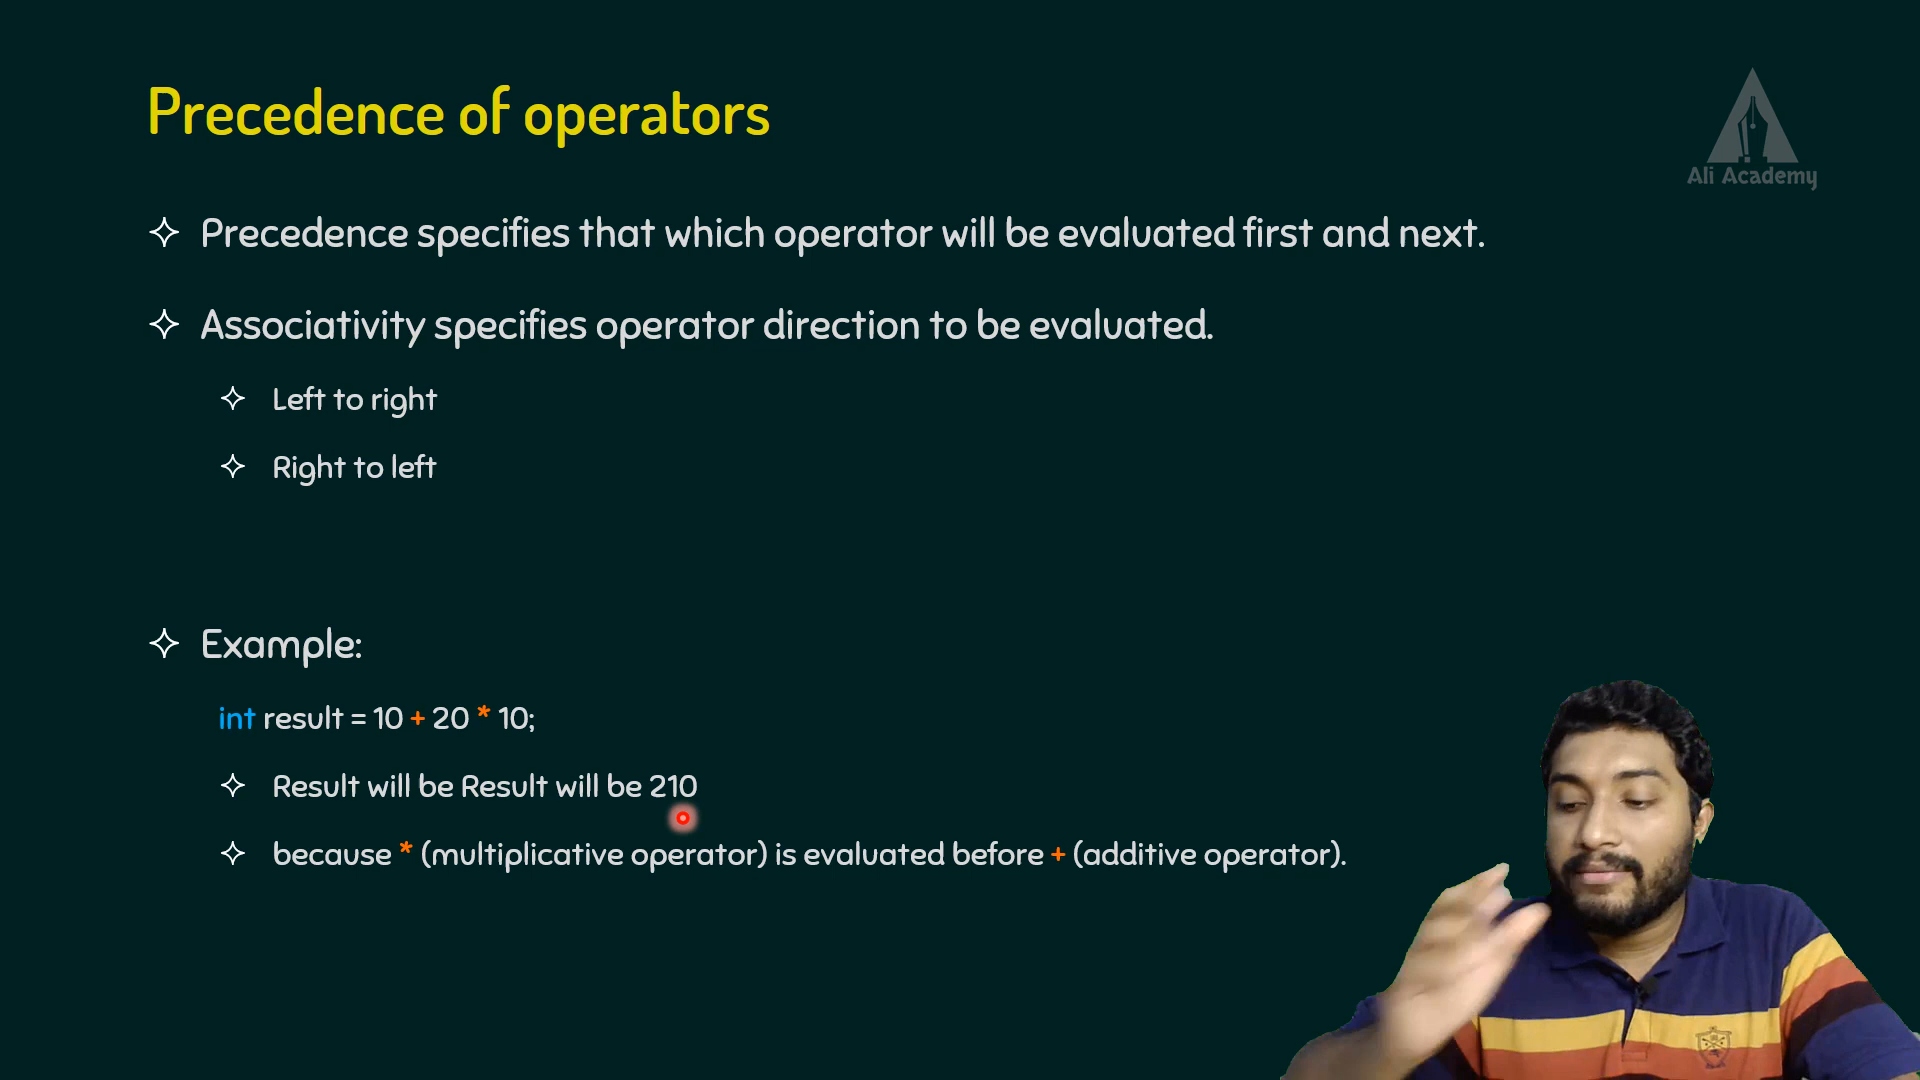 Precedence of operators
Ali Academy
Precedence specifies that which operator will be evaluated first and next.
Associativity specifies operator direction to be evaluated.
Left to right
Right to left
Example:
int result = 10 + 20 * 10;
Result will be Result will be 210
because * (multiplicative operator) is evaluated before + (additive operator).